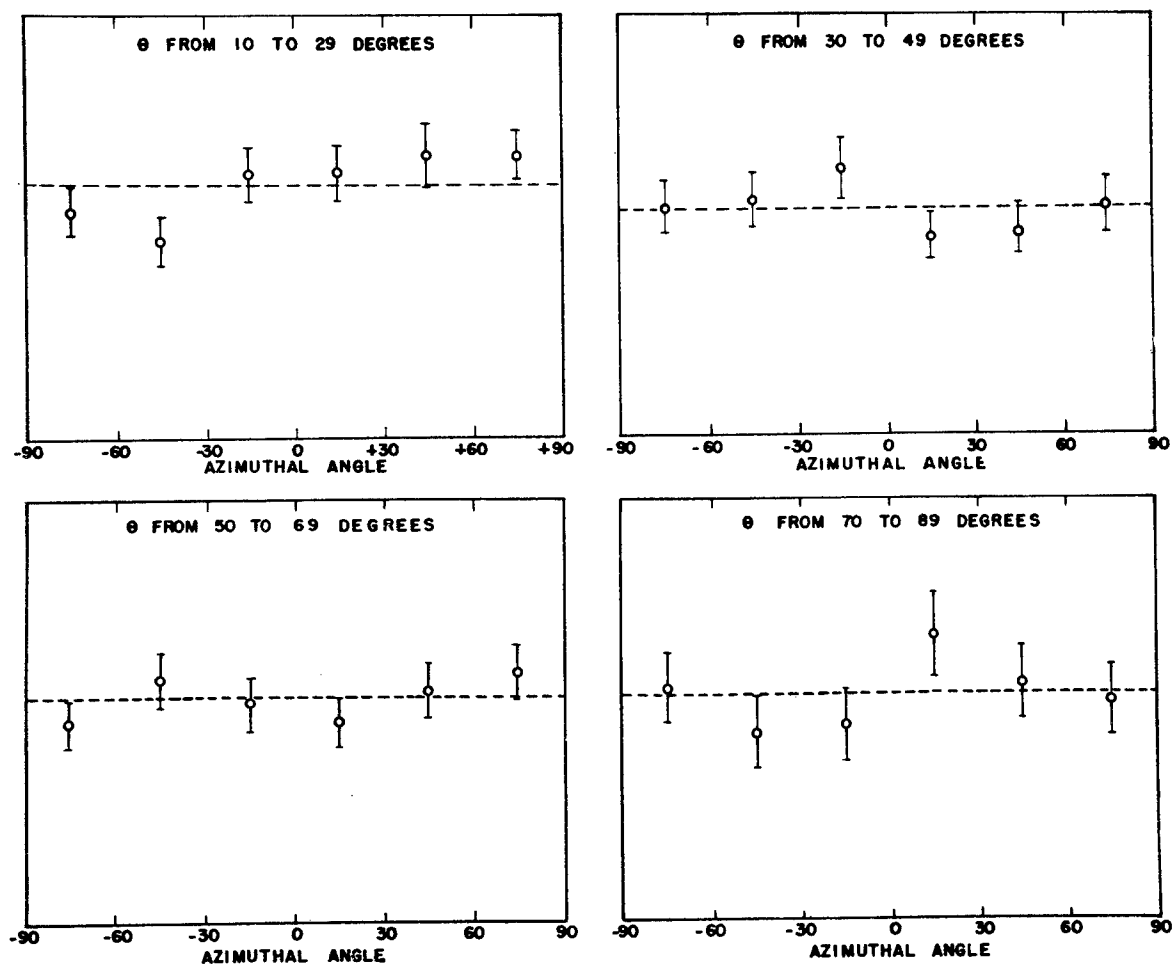 θ FROM 10 TO 29 DEGREES
-90 -60 -30 0 +30 +60 +90
AZIMUTHAL ANGLE
θ FROM 30 TO 49 DEGREES
-90 -60 -30 0 30 60 90
AZIMUTHAL ANGLE
θ FROM 50 TO 69 DEGREES
-90 -60 -30 0 30 60 90
AZIMUTHAL ANGLE
θ FROM 70 TO 89 DEGREES
-90 -60 -30 0 30 60 90
AZIMUTHAL ANGLE